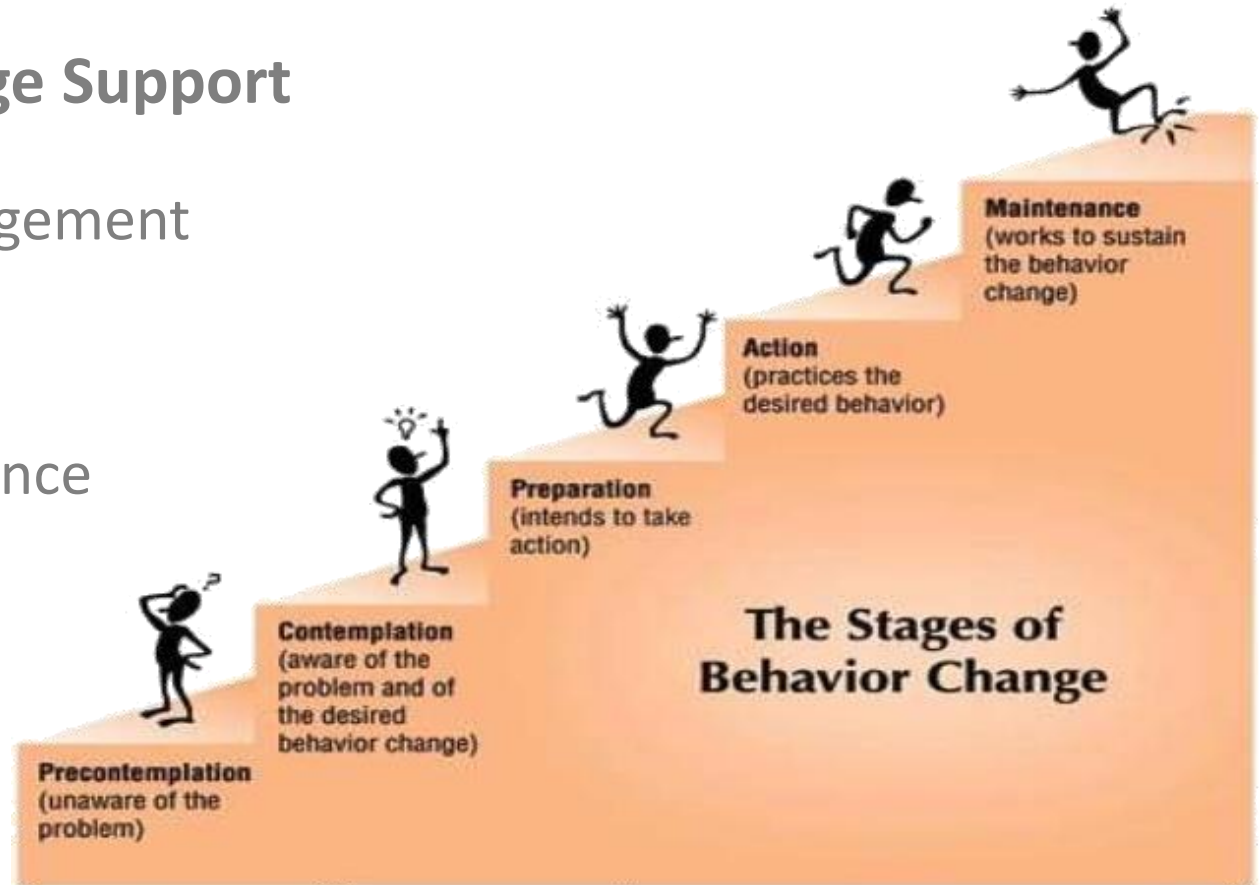 ge Support
gement
nce
Maintenance
(works to sustain
the behavior
change)
Action
(practices the
desired behavior)
Preparation
(intends to take
action)
Contemplation
(aware of the
problem and of
the desired
behavior change)
Precontemplation
(unaware of the
problem)
The Stages of
Behavior Change
?